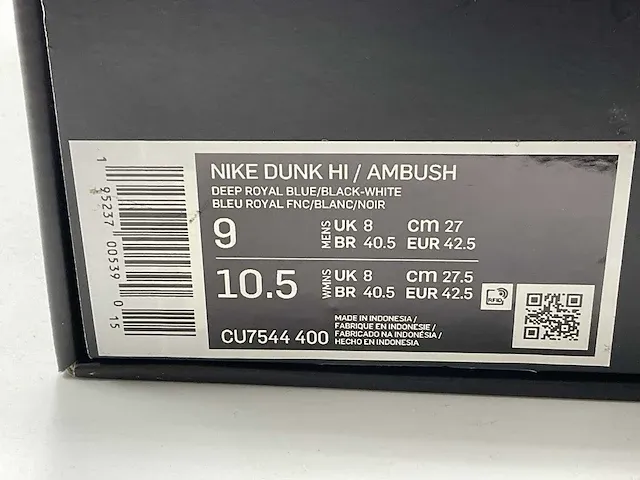 NIKE DUNK HI / AMBUSH
DEEP ROYAL BLUE/BLACK-WHITE
BLEU ROYAL FNC/BLANC/NOIR
9 MENS UK 8 cm 27
BR 40.5 EUR 42.5
10.5 WMNS UK 8 cm 27.5
BR 40.5 EUR 42.5
RFID
CU7544 400
MADE IN INDONESIA /
FABRIQUE EN INDONESIE /
FABRICADO NA INDONÉSIA /
HECHO EN INDONESIA
1 95237 00539 0 15